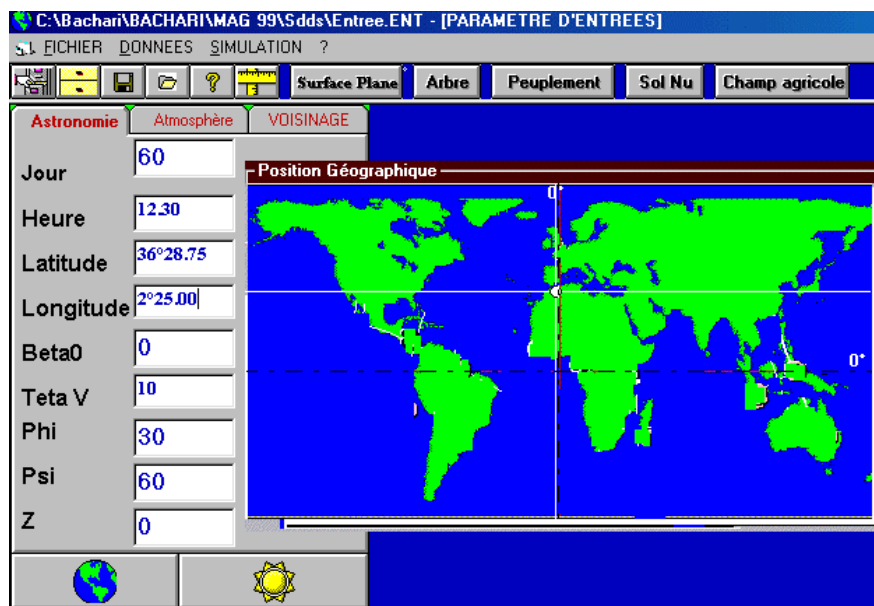 C:\Bachari\BACHARI\MAG 99\Sdds\Entree.ENT - [PARAMETRE D'ENTREES]
FICHIER DONNEES SIMULATION ?
Surface Plane Arbre Peuplement Sol Nu Champ agricole
Astronomie Atmosphère VOISINAGE
Jour 60
Position Géographique
0°
Heure 12.30
Latitude 36°28.75
Longitude 2°25.00
Beta0 0
0°
Teta V 10
Phi 30
Psi 60
Z 0